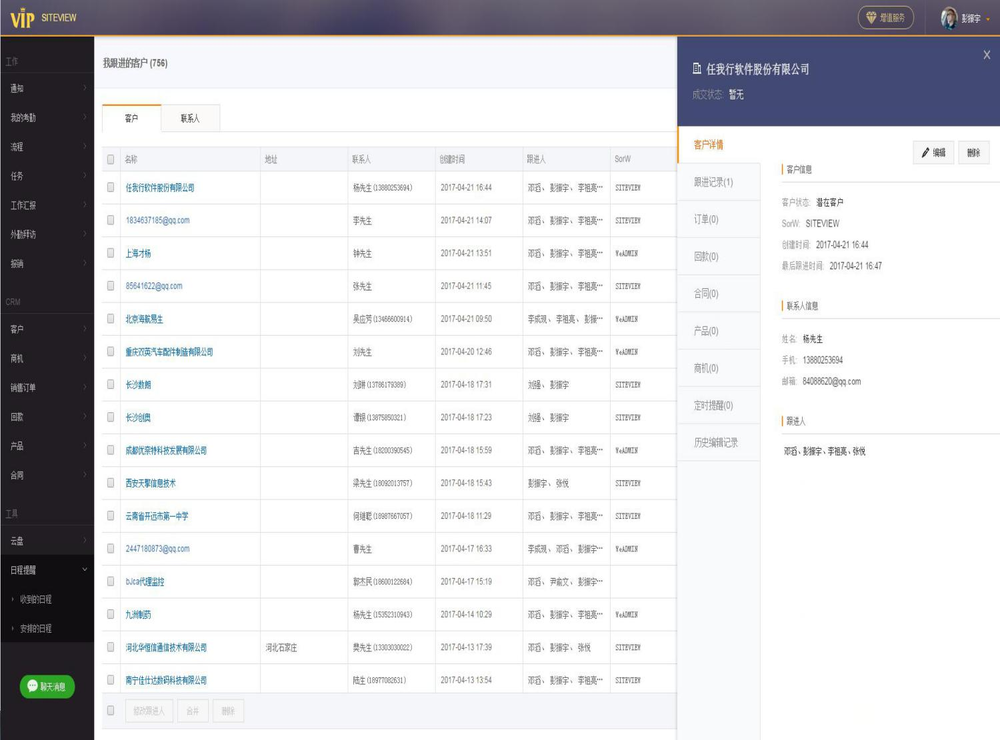 VIP SITEVIEW
增值服务
彭振宇
工作
通知
我的考勤
流程
任务
工作汇报
外勤拜访
报销
CRM
客户
商机
销售订单
回款
产品
合同
工具
云盘
日程提醒
收到的日程
安排的日程
聊天消息
我跟进的客户 (756)
客户 联系人
名称 地址 联系人 创建时间 跟进人 SorW
任我行软件股份有限公司 杨先生(13880253694) 2017-04-21 16:44 邓滔、彭振宇、李祖亮… SITEVIEW
1834637185@qq.com 李先生 2017-04-21 14:07 邓滔、彭振宇、李祖亮… SITEVIEW
上海才杨 钟先生 2017-04-21 13:51 邓滔、彭振宇、李祖亮… WeADMIN
85641622@qq.com 张先生 2017-04-21 11:45 邓滔、彭振宇、李祖亮… SITEVIEW
北京海航易生 吴应芳(13466600914) 2017-04-21 09:50 李成现、李祖亮、彭振… WeADMIN
重庆双英汽车配件制造有限公司 刘先生 2017-04-20 12:46 邓滔、彭振宇、李祖亮… WeADMIN
长沙数朗 刘琳(13786179389) 2017-04-18 17:31 刘强、彭振宇 SITEVIEW
长沙创奥 谭银(13875850321) 2017-04-18 17:23 刘强、彭振宇 SITEVIEW
成都优奈特科技发展有限公司 吉先生(18200390545) 2017-04-18 15:59 邓滔、彭振宇、李祖亮… WeADMIN
西安天擎信息技术 梁先生(18092013757) 2017-04-18 15:43 彭振宇、张悦 SITEVIEW
云南省开远市第一中学 何继聪(18987667057) 2017-04-18 11:29 邓滔、彭振宇、李祖亮… SITEVIEW
2447180873@qq.com 曹先生 2017-04-17 16:33 李成现、邓滔、彭振宇… WeADMIN
bJca代理监控 郭杰民(18600122684) 2017-04-17 15:19 邓滔、尹俞文、彭振宇…
九洲制药 杨先生(15352310943) 2017-04-14 10:29 邓滔、彭振宇、李祖亮… WeADMIN
河北华恒信通信技术有限公司 河北石家庄 樊先生(13303030022) 2017-04-13 17:39 邓滔、彭振宇、张悦 SITEVIEW
南宁佳仕达数码科技有限公司 陆生(18977082631) 2017-04-13 13:54 邓滔、彭振宇、李祖亮… SITEVIEW
修改跟进人 合并 删除
X
任我行软件股份有限公司
成交状态: 暂无
客户详情
跟进记录(1)
订单(0)
回款(0)
合同(0)
产品(0)
商机(0)
定时提醒(0)
历史编辑记录
编辑 删除
客户信息
客户状态: 潜在客户
SorW: SITEVIEW
创建时间: 2017-04-21 16:44
最后跟进时间: 2017-04-21 16:47
联系人信息
姓名: 杨先生
手机: 13880253694
邮箱: 84088620@qq.com
跟进人
邓滔、彭振宇、李祖亮、张悦